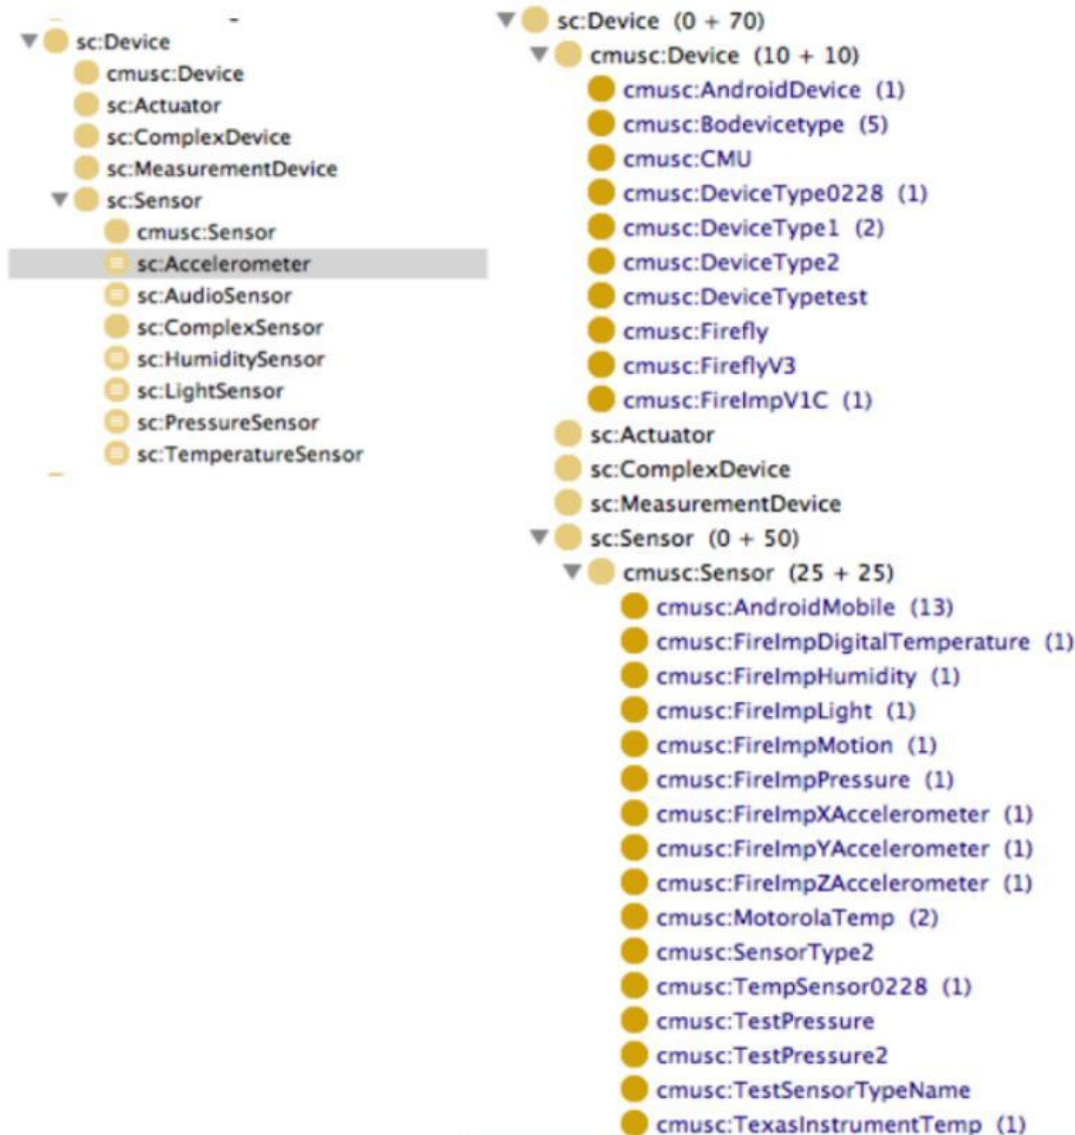 sc:Device
cmusc:Device
sc:Actuator
sc:ComplexDevice
sc:MeasurementDevice
sc:Sensor
cmusc:Sensor
sc:Accelerometer
sc:AudioSensor
sc:ComplexSensor
sc:HumiditySensor
sc:LightSensor
sc:PressureSensor
sc:TemperatureSensor
sc:Device (0 + 70)
cmusc:Device (10 + 10)
cmusc:AndroidDevice (1)
cmusc:Bodevicetype (5)
cmusc:CMU
cmusc:DeviceType0228 (1)
cmusc:DeviceType1 (2)
cmusc:DeviceType2
cmusc:DeviceTypetest
cmusc:Firefly
cmusc:FireflyV3
cmusc:FireImpV1C (1)
sc:Actuator
sc:ComplexDevice
sc:MeasurementDevice
sc:Sensor (0 + 50)
cmusc:Sensor (25 + 25)
cmusc:AndroidMobile (13)
cmusc:FireImpDigitalTemperature (1)
cmusc:FireImpHumidity (1)
cmusc:FireImpLight (1)
cmusc:FireImpMotion (1)
cmusc:FireImpPressure (1)
cmusc:FireImpXAccelerometer (1)
cmusc:FireImpYAccelerometer (1)
cmusc:FireImpZAccelerometer (1)
cmusc:MotorolaTemp (2)
cmusc:SensorType2
cmusc:TempSensor0228 (1)
cmusc:TestPressure
cmusc:TestPressure2
cmusc:TestSensorTypeName
cmusc:TexasInstrumentTemp (1)